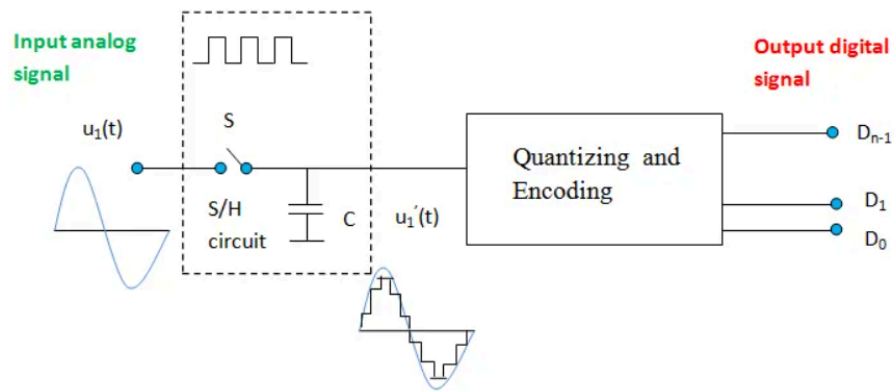 Input analog
signal
u₁(t)
S
S/H
circuit
C
u₁′(t)
Quantizing and
Encoding
Output digital
signal
Dₙ₋₁
D₁
D₀